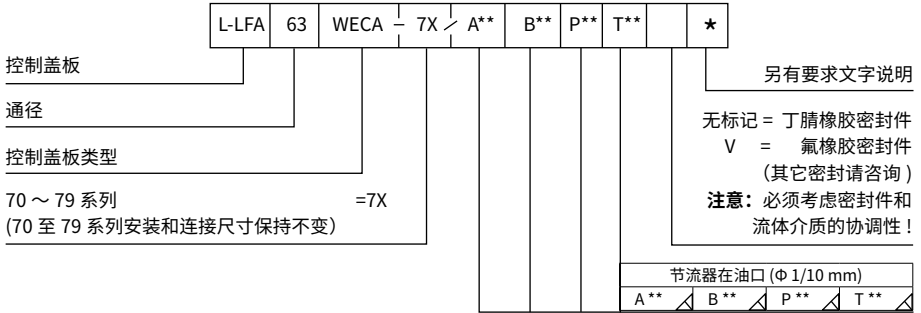 L-LFA 63 WECA – 7X / A** B** P** T** *
控制盖板
通径
控制盖板类型
70 ～ 79 系列 =7X
(70 至 79 系列安装和连接尺寸保持不变）
另有要求文字说明
无标记 = 丁腈橡胶密封件
V = 氟橡胶密封件
（其它密封请咨询 )
注意：必须考虑密封件和
流体介质的协调性 !
节流器在油口 (Φ 1/10 mm)
A ** B ** P ** T **